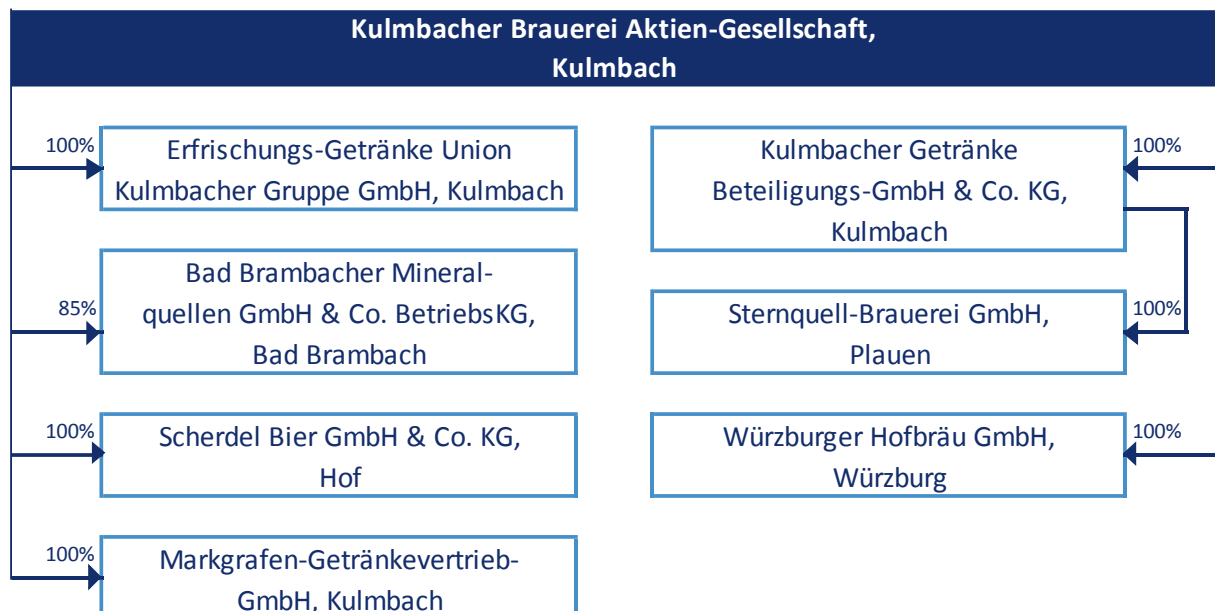 Kulmbacher Brauerei Aktien-Gesellschaft,
Kulmbach
100%
Erfrischungs-Getränke Union
Kulmbacher Gruppe GmbH, Kulmbach
85%
Bad Brambacher Mineral-
quellen GmbH & Co. BetriebsKG,
Bad Brambach
100%
Scherdel Bier GmbH & Co. KG,
Hof
100%
Markgrafen-Getränkevertrieb-
GmbH, Kulmbach
Kulmbacher Getränke
Beteiligungs-GmbH & Co. KG,
Kulmbach
100%
Sternquell-Brauerei GmbH,
Plauen
100%
Würzburger Hofbräu GmbH,
Würzburg
100%